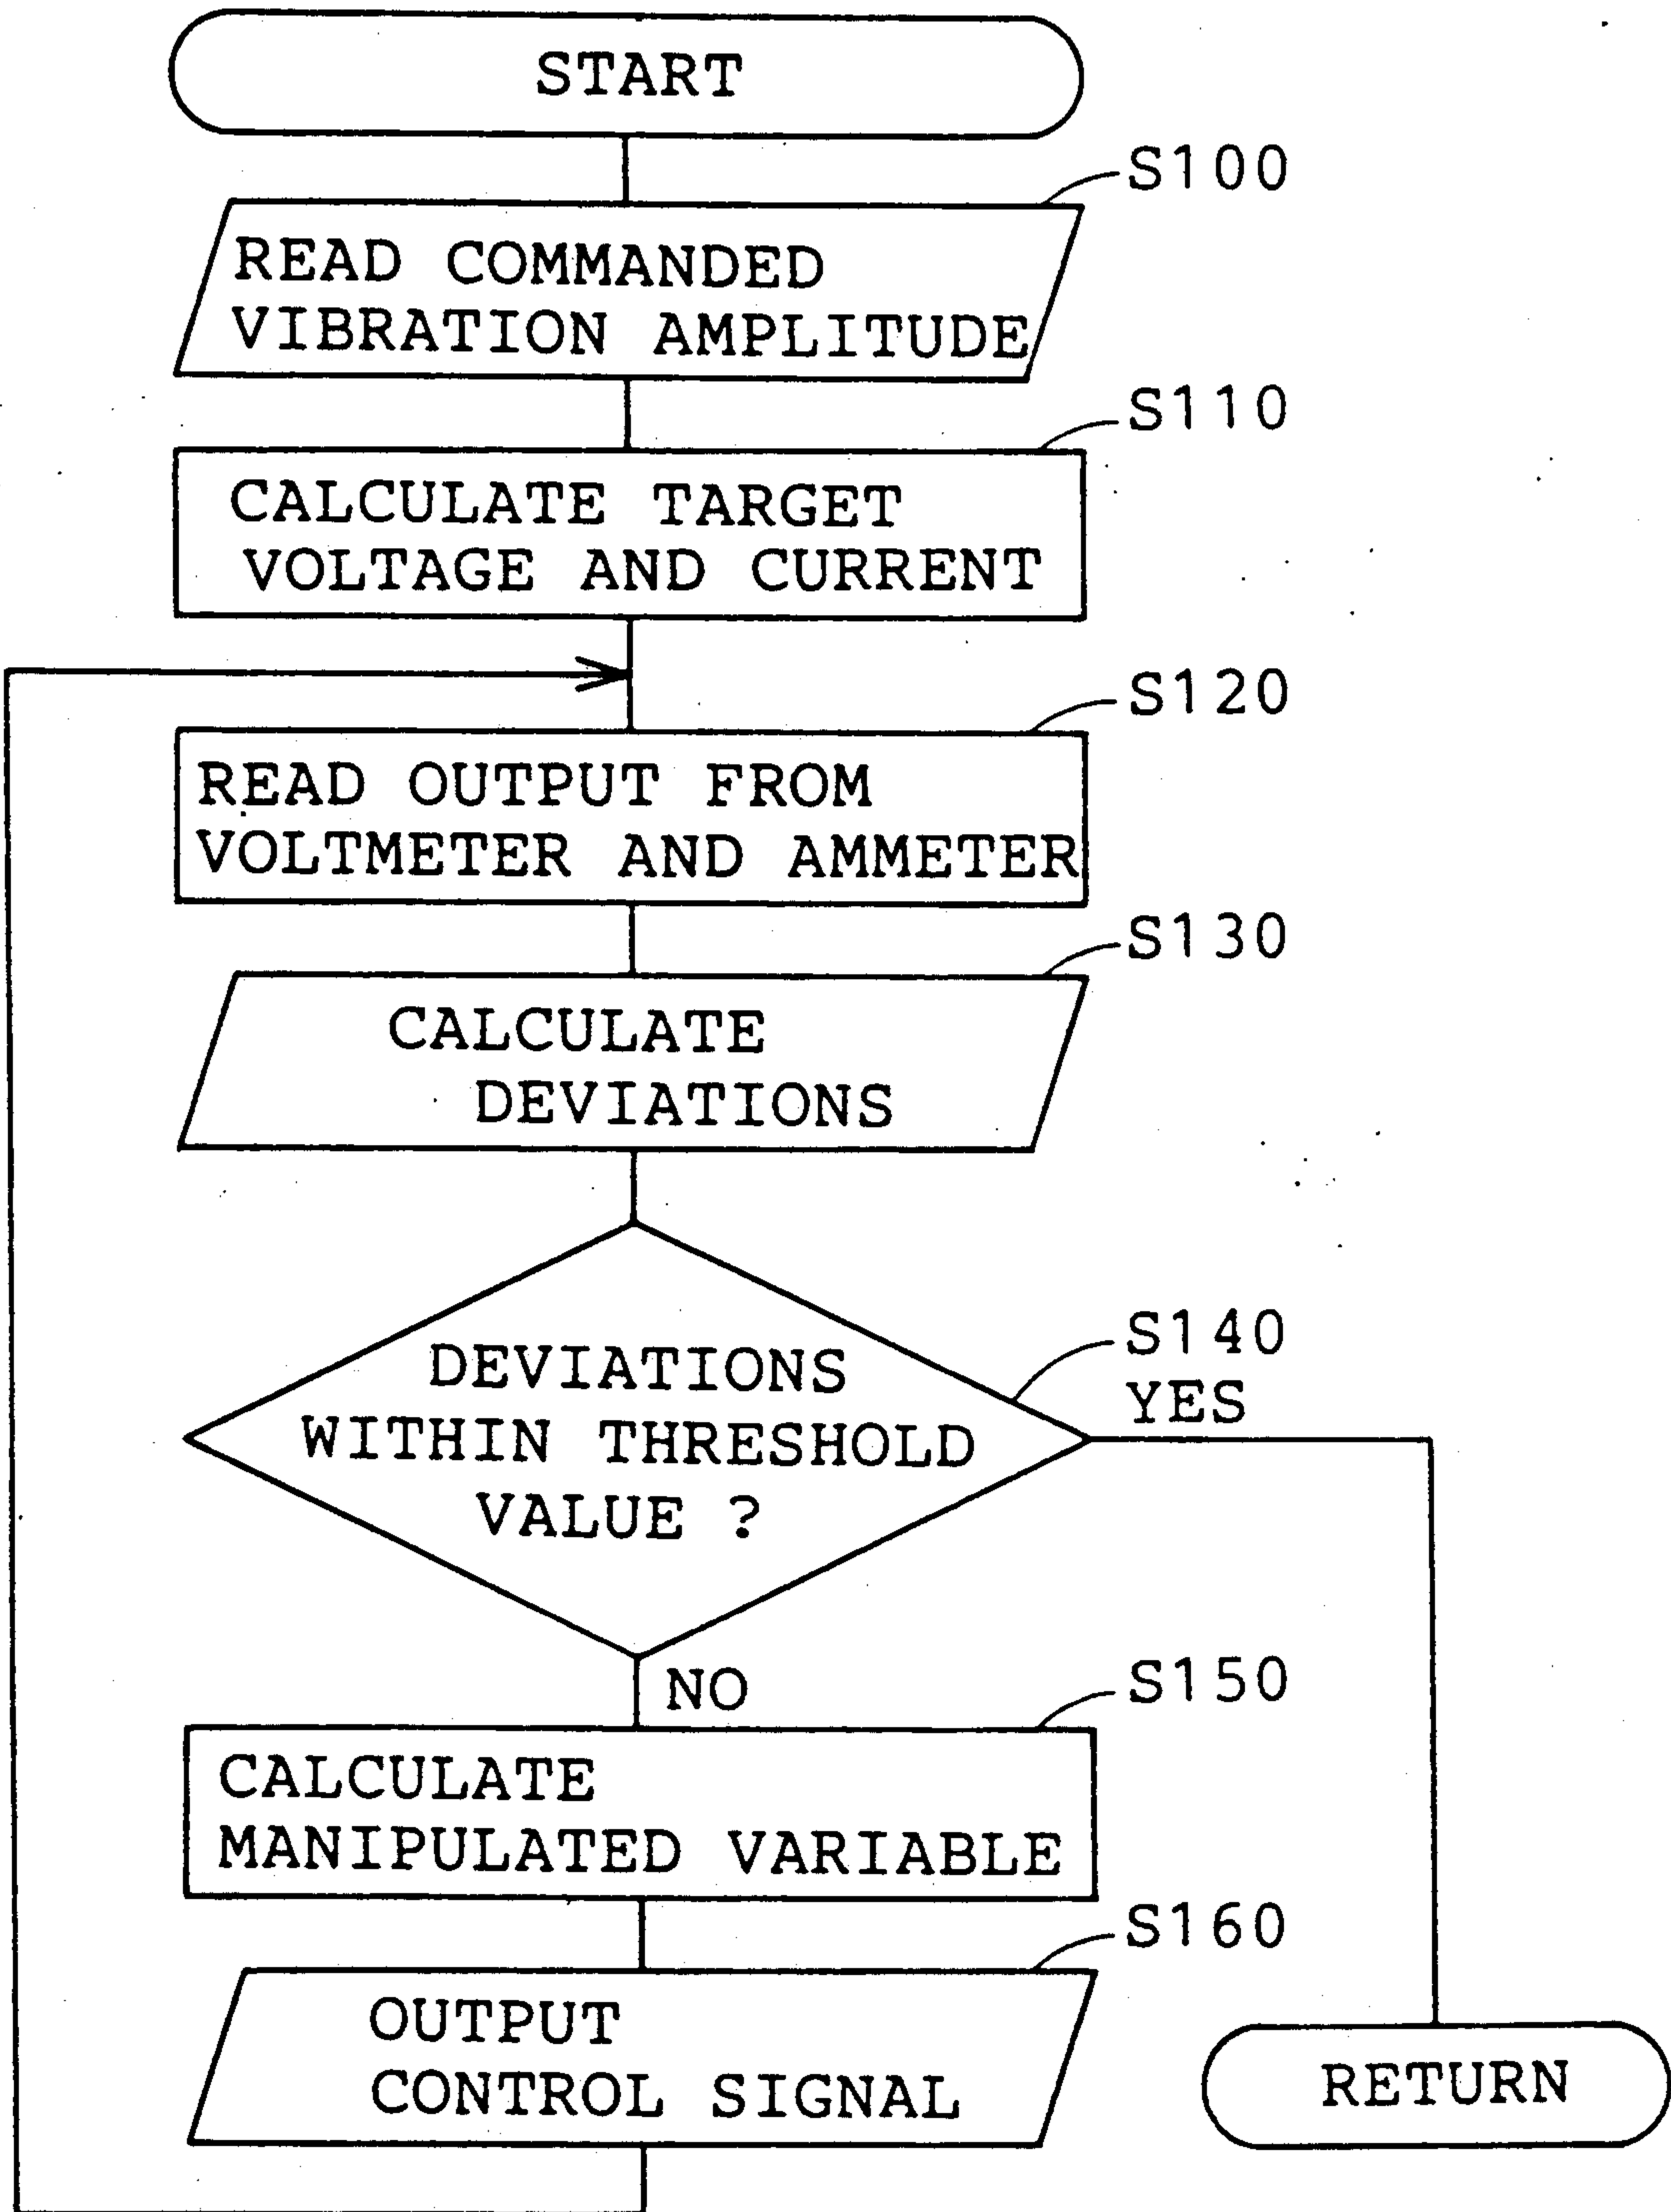 START
S100
READ COMMANDED
VIBRATION AMPLITUDE
S110
CALCULATE TARGET
VOLTAGE AND CURRENT
S120
READ OUTPUT FROM
VOLTMETER AND AMMETER
S130
CALCULATE
DEVIATIONS
S140
YES
DEVIATIONS
WITHIN THRESHOLD
VALUE ?
NO
S150
CALCULATE
MANIPULATED VARIABLE
S160
OUTPUT
CONTROL SIGNAL
RETURN